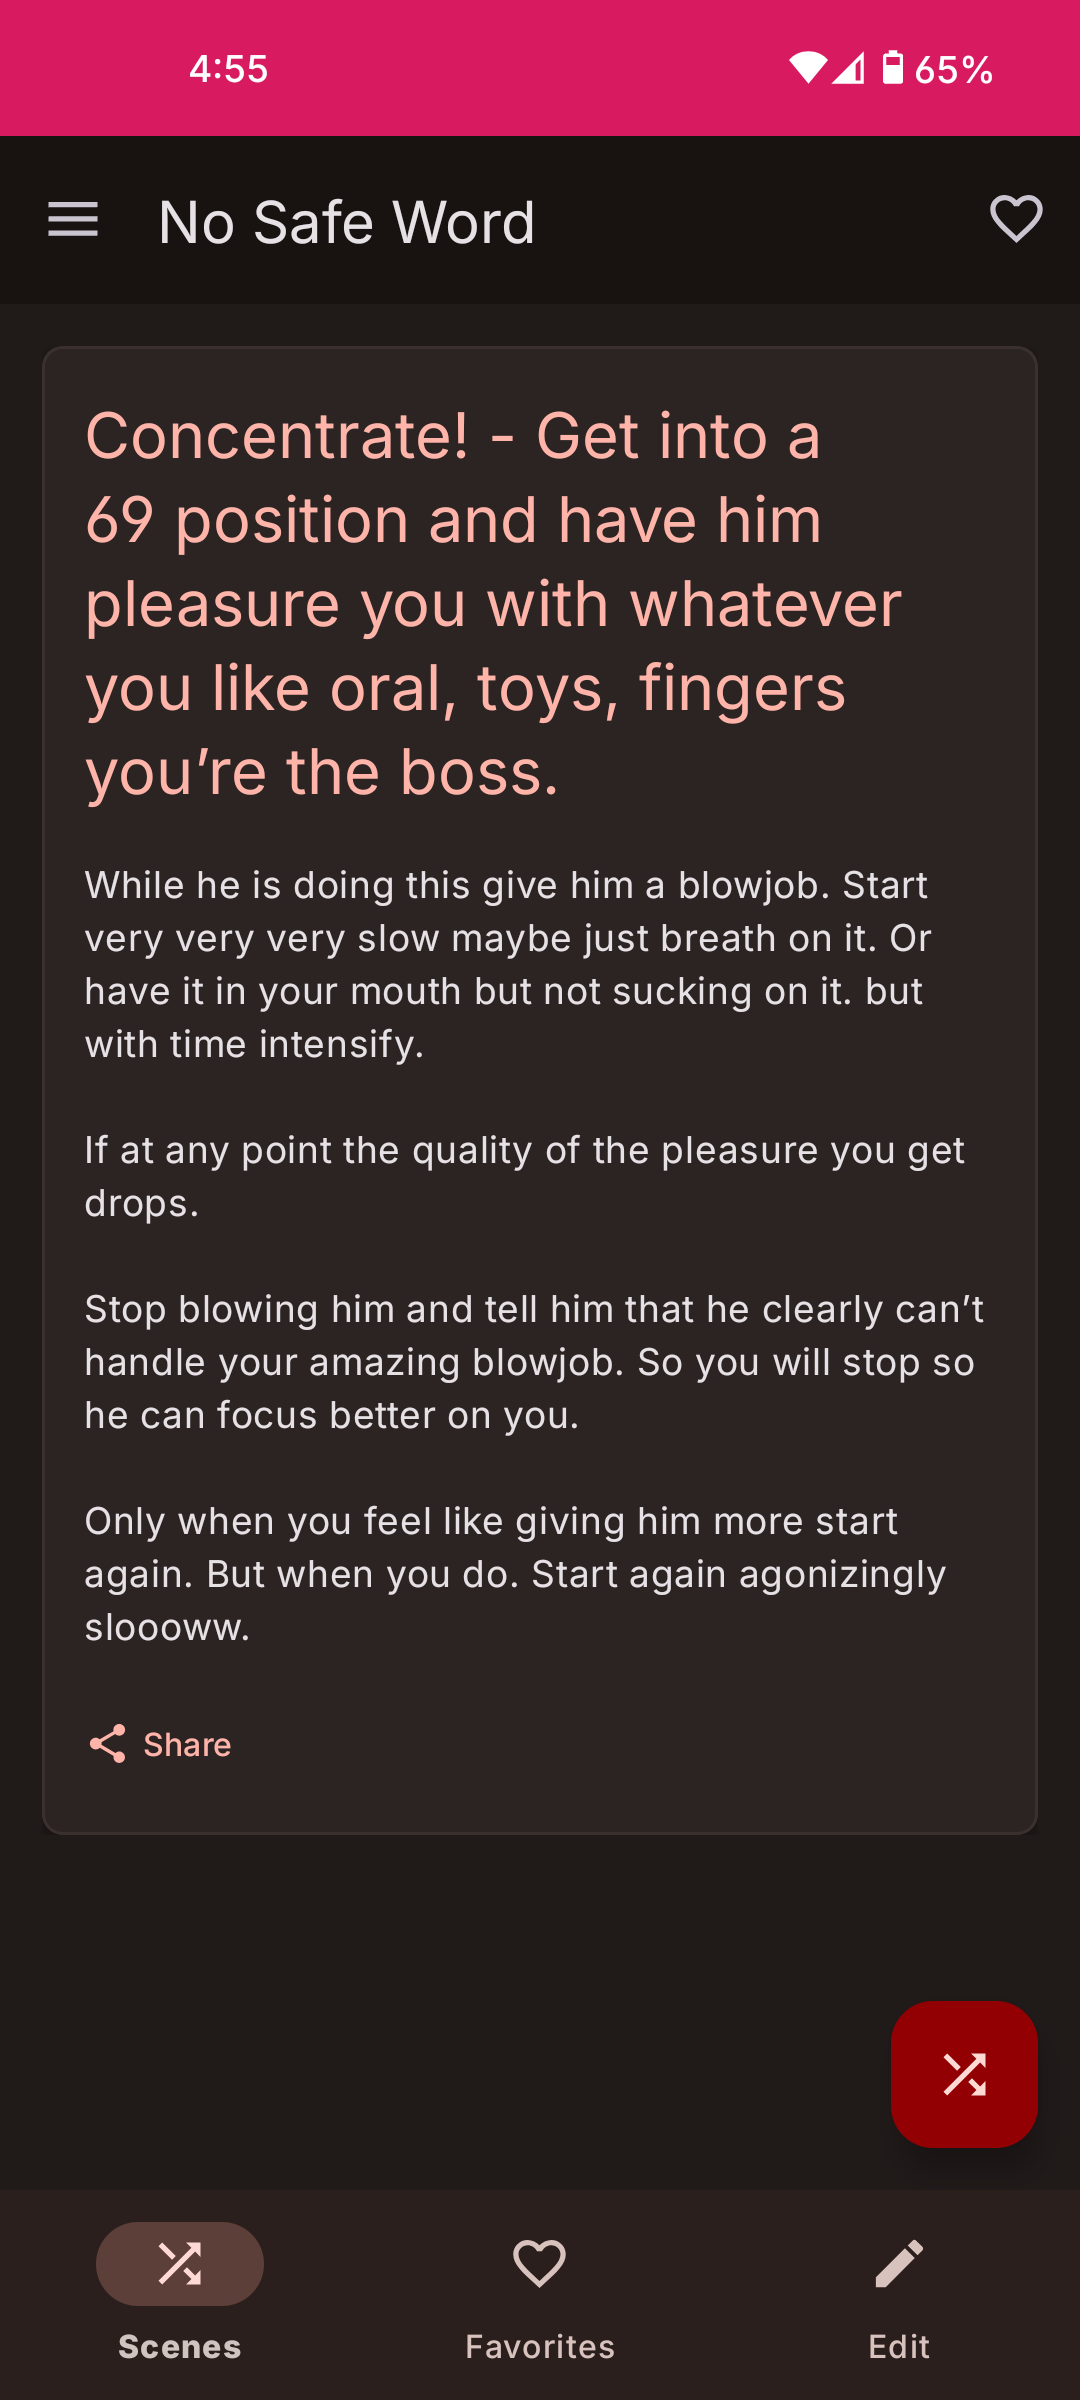 4:55
65%
No Safe Word
Concentrate! - Get into a
69 position and have him
pleasure you with whatever
you like oral, toys, fingers
you’re the boss.
While he is doing this give him a blowjob. Start
very very very slow maybe just breath on it. Or
have it in your mouth but not sucking on it. but
with time intensify.
If at any point the quality of the pleasure you get
drops.
Stop blowing him and tell him that he clearly can’t
handle your amazing blowjob. So you will stop so
he can focus better on you.
Only when you feel like giving him more start
again. But when you do. Start again agonizingly
sloooww.
Share
Scenes
Favorites
Edit